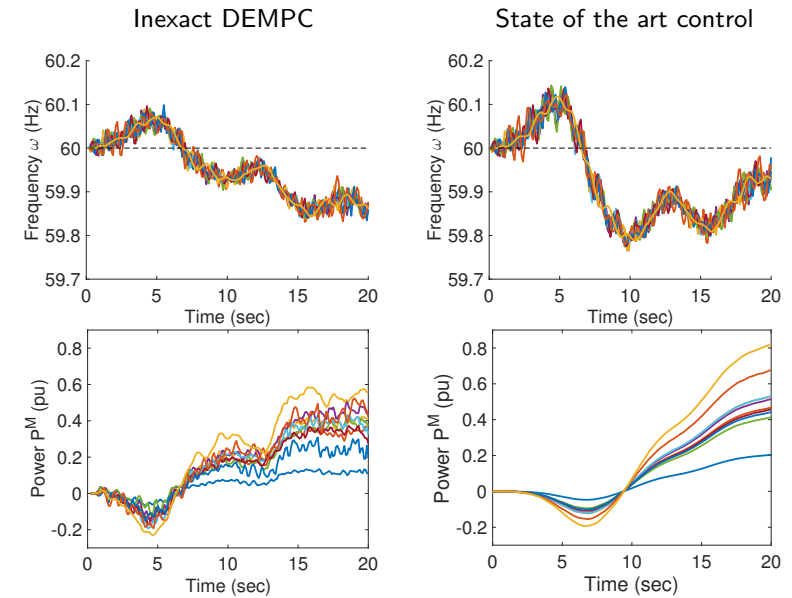 Inexact DEMPC
State of the art control
60.2
60.1
60
59.9
59.8
59.7
Frequency ω (Hz)
0 5 10 15 20
Time (sec)
60.2
60.1
60
59.9
59.8
59.7
Frequency ω (Hz)
0 5 10 15 20
Time (sec)
0.8
0.6
0.4
0.2
0
-0.2
Power P^M (pu)
0 5 10 15 20
Time (sec)
0.8
0.6
0.4
0.2
0
-0.2
Power P^M (pu)
0 5 10 15 20
Time (sec)